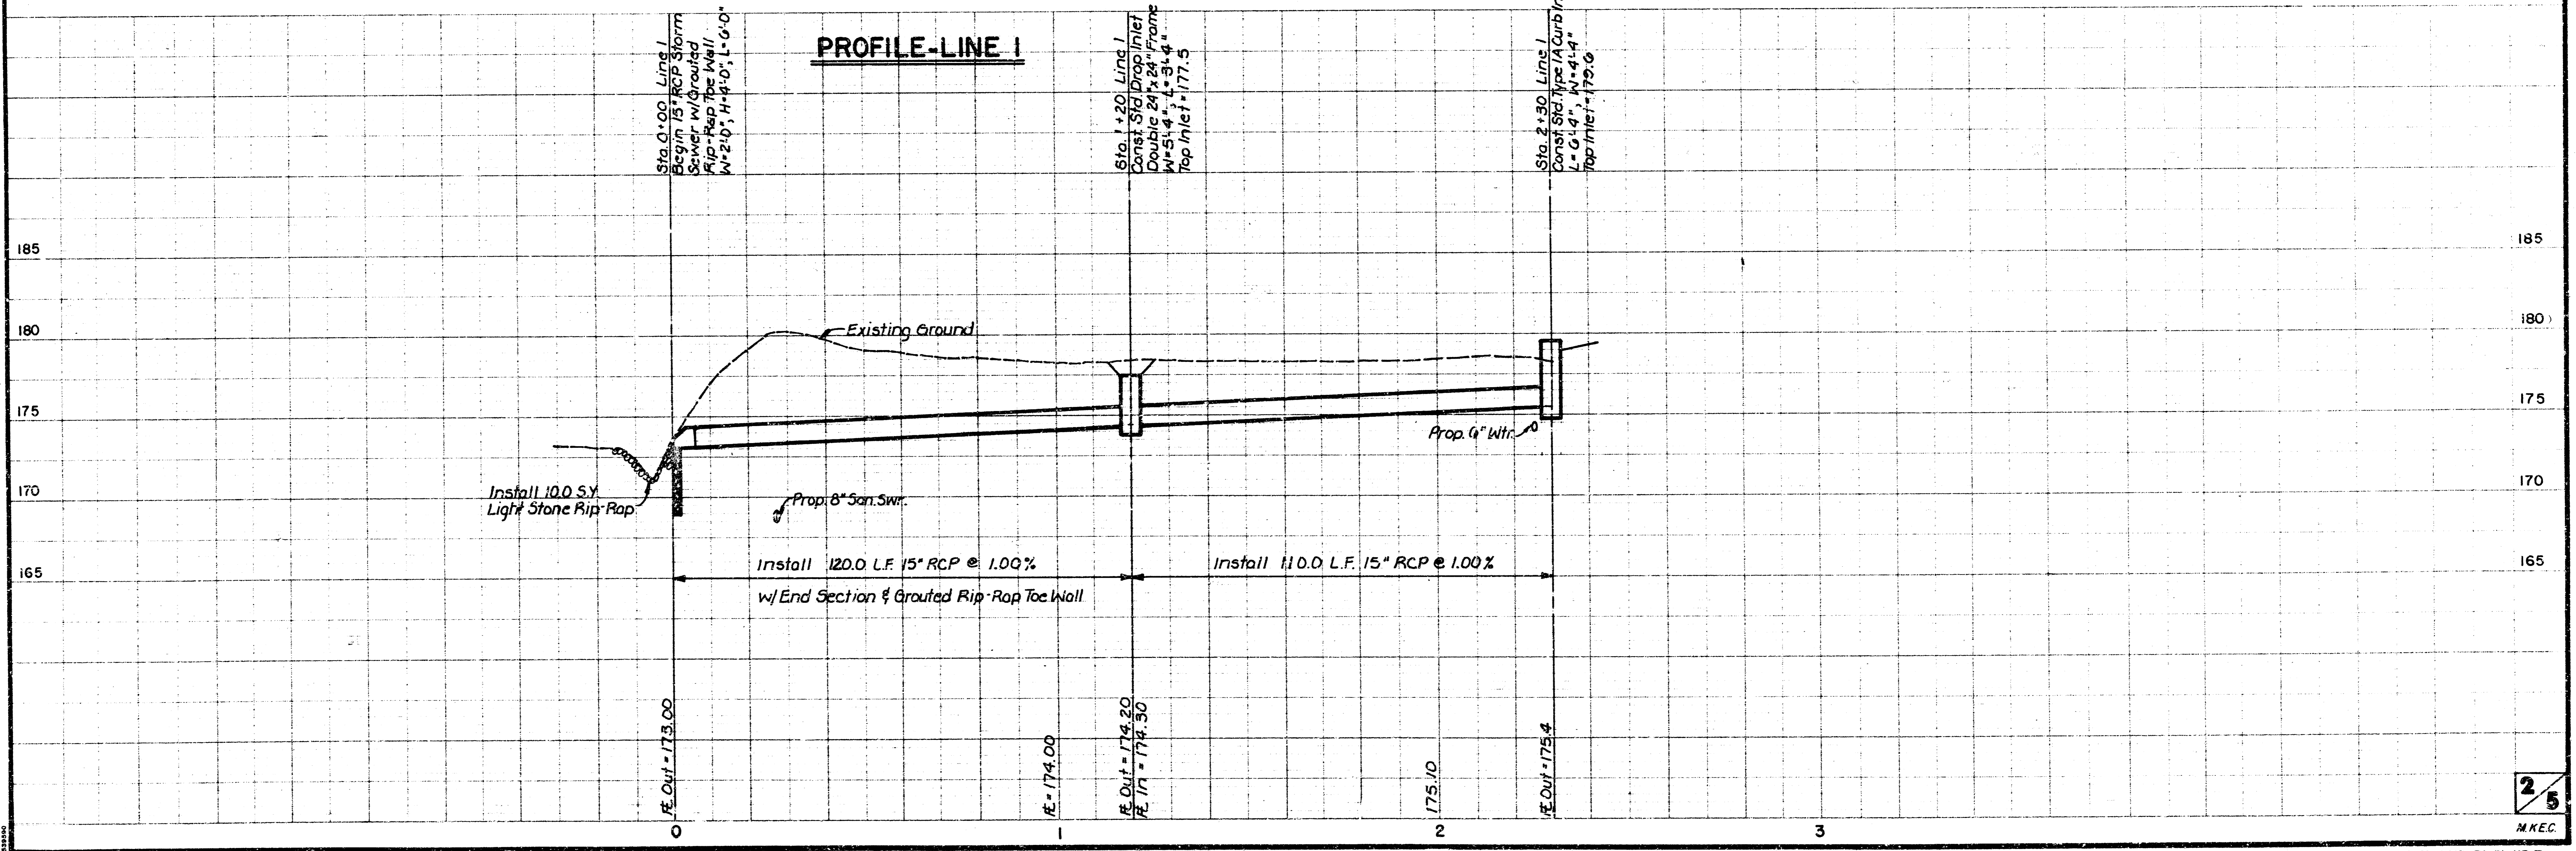 PROFILE-LINE 1
Sta. 0+00 Line 1
Begin 15" RCP Storm
Sewer w/Grouted
Rip-Rap Toe Wall
W=2'-0", H=4'-0", L=6'-0"
Sta. 1+20 Line 1
Const. Std. Drop Inlet
Double 24"x24" Frame
W=5'-4", L=3'-4"
Top Inlet=177.5
Sta. 2+30 Line 1
Const. Std. Type 1A Curb
L=6'-4", W=4'-4"
Top Inlet=179.6
185
185
180
Existing Ground
180
175
175
Prop. 6" Wtr.
170
Install 10.0 S.Y.
Light Stone Rip-Rap
Prop. 8" San. Swr.
170
165
Install 120.0 L.F. 15" RCP @ 1.00%
Install 110.0 L.F. 15" RCP @ 1.00%
165
w/End Section & Grouted Rip-Rap Toe Wall
Out = 173.00
= 174.00
Out = 174.20
In = 174.30
175.10
Out = 175.4
0
1
2
3
2/5
M.K.E.C.